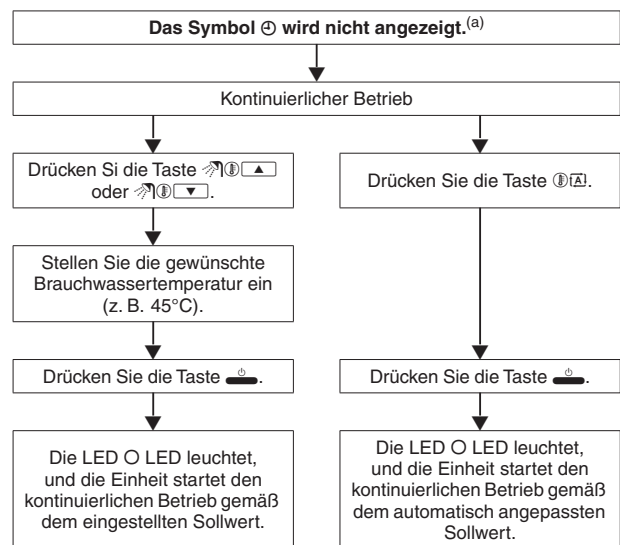 Das Symbol ⏲ wird nicht angezeigt.(a)
Kontinuierlicher Betrieb
Drücken Si die Taste ▲
oder ▼.
Stellen Sie die gewünschte
Brauchwassertemperatur ein
(z. B. 45°C).
Drücken Sie die Taste ⏻.
Die LED O LED leuchtet,
und die Einheit startet den
kontinuierlichen Betrieb gemäß
dem eingestellten Sollwert.
Drücken Sie die Taste A.
Drücken Sie die Taste ⏻.
Die LED O LED leuchtet,
und die Einheit startet den
kontinuierlichen Betrieb gemäß
dem automatisch angepassten
Sollwert.